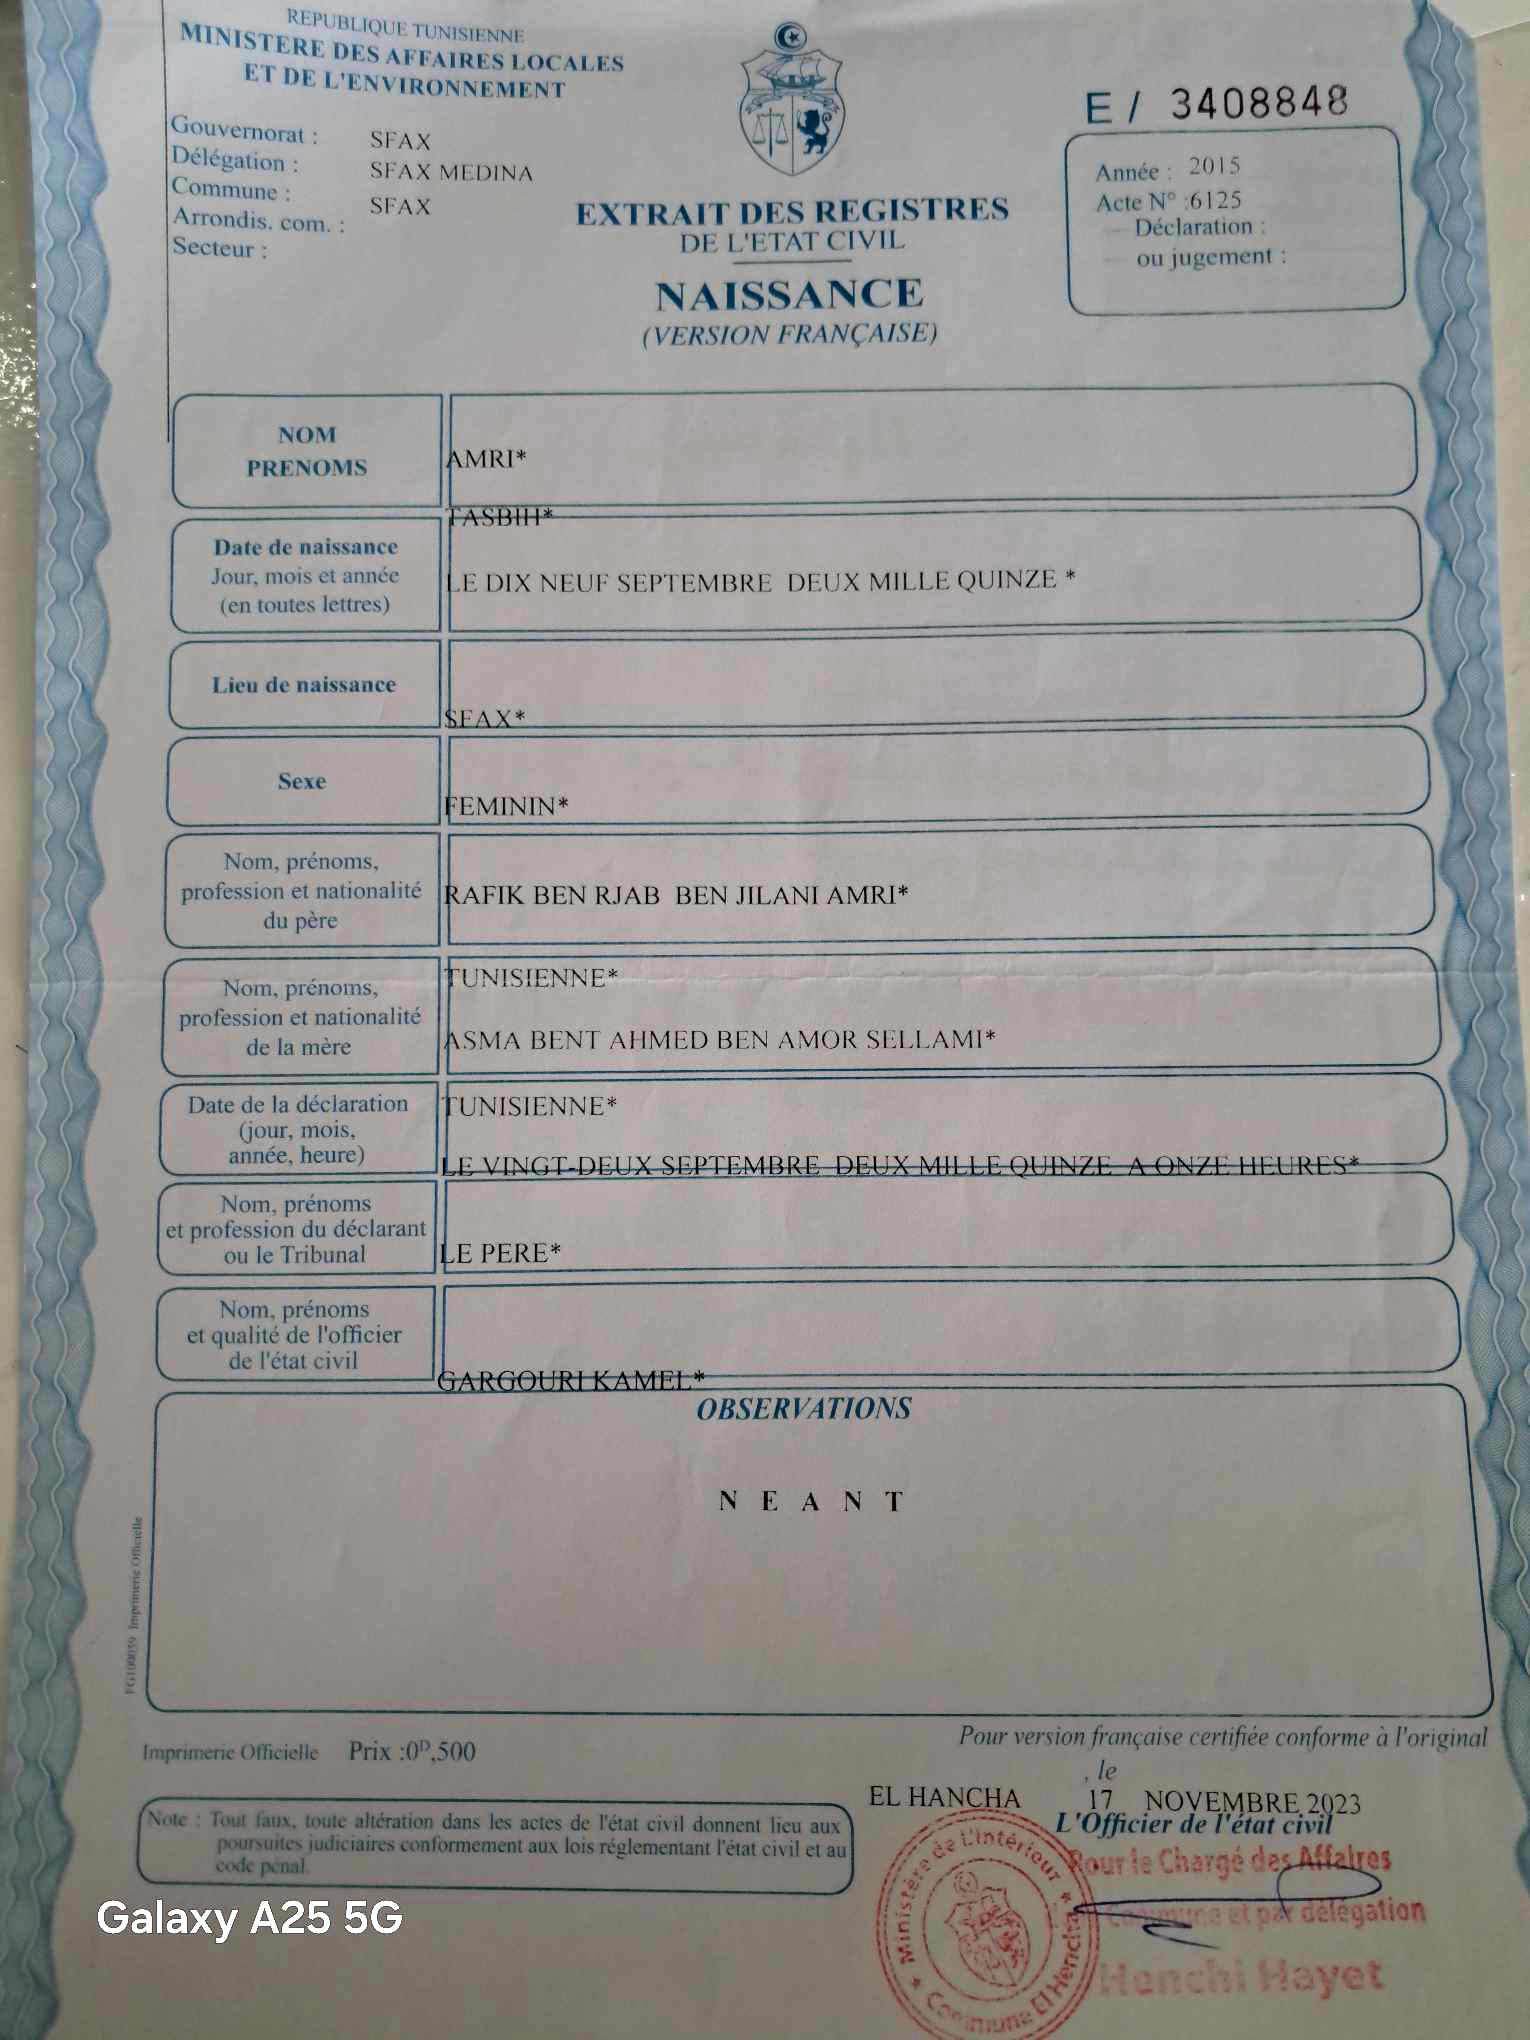 REPUBLIQUE TUNISIENNE
MINISTERE DES AFFAIRES LOCALES
ET DE L'ENVIRONNEMENT
Gouvernorat : SFAX
Délégation : SFAX MEDINA
Commune : SFAX
Arrondis. com. :
Secteur :
E / 3408848
Année : 2015
Acte N° :6125
Déclaration :
ou jugement :
EXTRAIT DES REGISTRES
DE L'ETAT CIVIL
NAISSANCE
(VERSION FRANÇAISE)
NOM
PRENOMS
AMRI*
TASBIH*
Date de naissance
Jour, mois et année
(en toutes lettres)
LE DIX NEUF SEPTEMBRE DEUX MILLE QUINZE *
Lieu de naissance
SFAX*
Sexe
FEMININ*
Nom, prénoms,
profession et nationalité
du père
RAFIK BEN RJAB BEN JILANI AMRI*
TUNISIENNE*
Nom, prénoms,
profession et nationalité
de la mère
ASMA BENT AHMED BEN AMOR SELLAMI*
TUNISIENNE*
Date de la déclaration
(jour, mois,
année, heure)
LE VINGT-DEUX SEPTEMBRE DEUX MILLE QUINZE A ONZE HEURES*
Nom, prénoms
et profession du déclarant
ou le Tribunal
LE PERE*
Nom, prénoms
et qualité de l'officier
de l'état civil
GARGOURI KAMEL*
OBSERVATIONS
N E A N T
FG100059 Imprimerie Officielle
Imprimerie Officielle Prix :0ᴰ,500
Pour version française certifiée conforme à l'original
, le
EL HANCHA 17 NOVEMBRE 2023
L'Officier de l'état civil
Note : Tout faux, toute altération dans les actes de l'état civil donnent lieu aux
poursuites judiciaires conformement aux lois réglementant l'état civil et au
code pénal.
Pour le Chargé des Affaires
Commune et par délégation
Henchi Hayet
Ministère de L'Intérieur
Commune El Hencha
Galaxy A25 5G